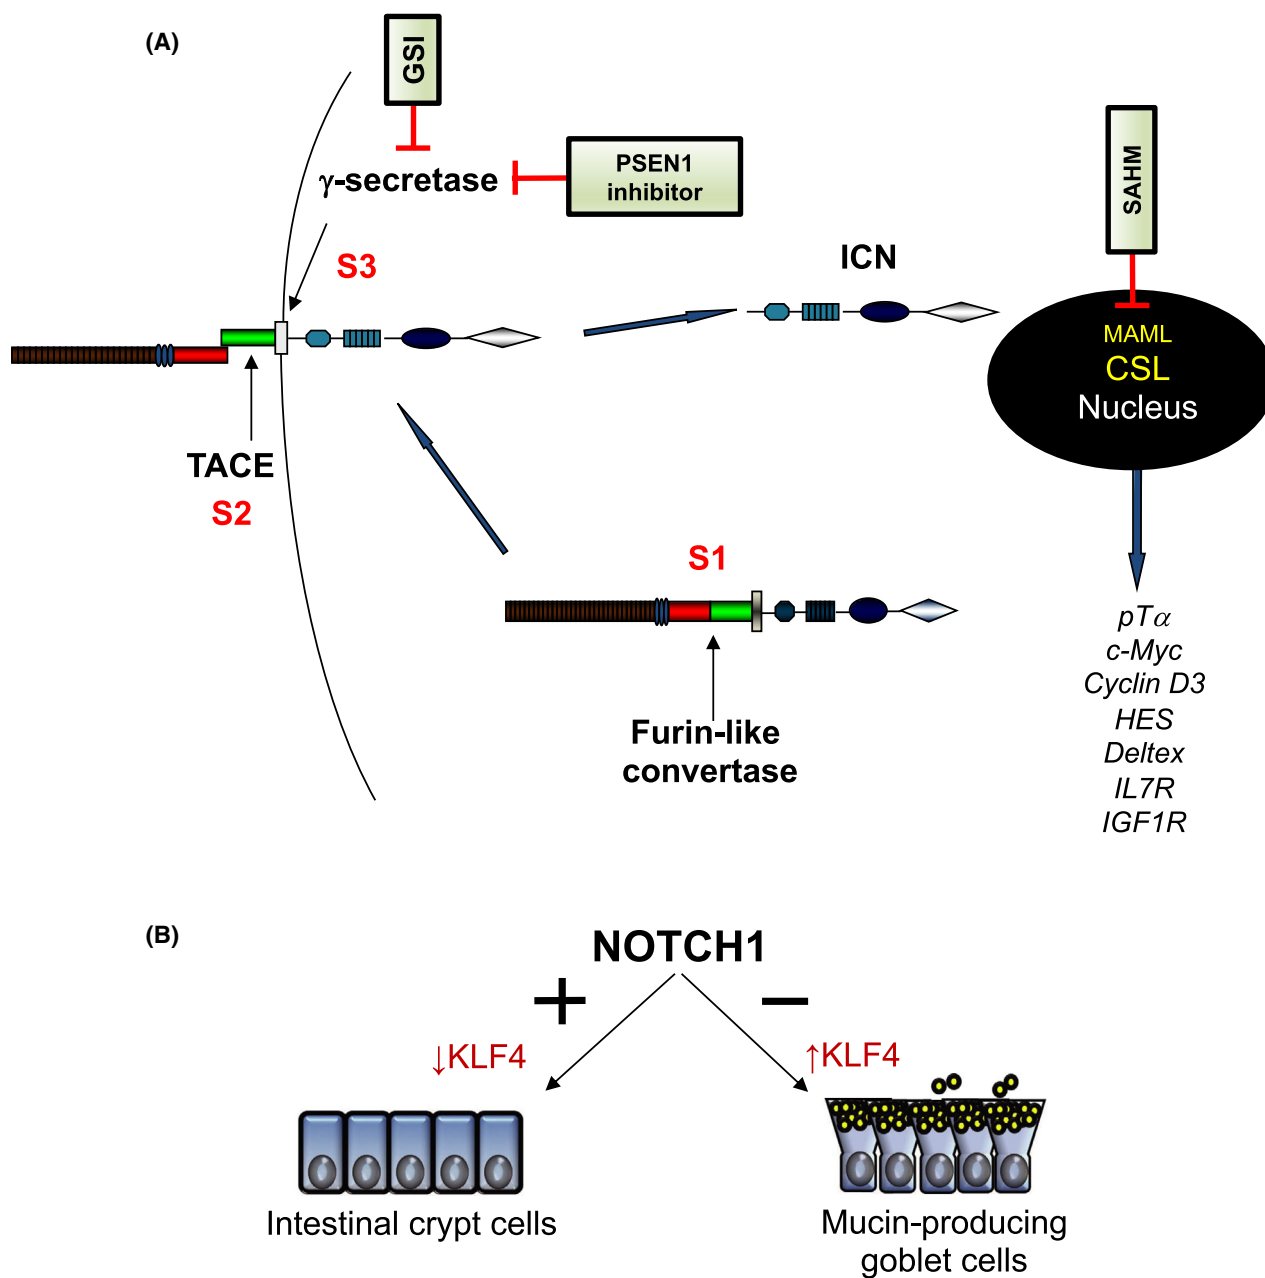 (A)
GSI
γ-secretase
PSEN1
inhibitor
SAHM
S3
ICN
MAML
CSL
Nucleus
TACE
S2
S1
Furin-like
convertase
pTα
c-Myc
Cyclin D3
HES
Deltex
IL7R
IGF1R
(B)
NOTCH1
+ −
↓KLF4 ↑KLF4
Intestinal crypt cells
Mucin-producing
goblet cells